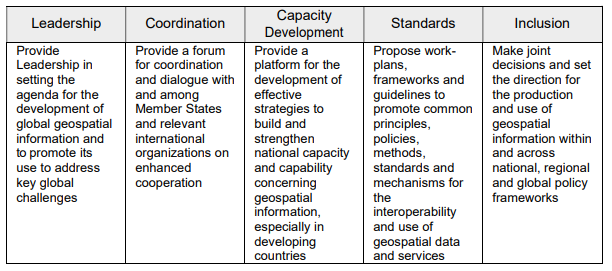 Leadership
Coordination
Capacity
Development
Standards
Inclusion
Provide
Leadership in
setting the
agenda for the
development of
global geospatial
information and
to promote its
use to address
key global
challenges
Provide a forum
for coordination
and dialogue with
and among
Member States
and relevant
international
organizations on
enhanced
cooperation
Provide a
platform for the
development of
effective
strategies to
build and
strengthen
national capacity
and capability
concerning
geospatial
information,
especially in
developing
countries
Propose work-
plans,
frameworks and
guidelines to
promote common
principles,
policies,
methods,
standards and
mechanisms for
the
interoperability
and use of
geospatial data
and services
Make joint
decisions and set
the direction for
the production
and use of
geospatial
information within
and across
national, regional
and global policy
frameworks